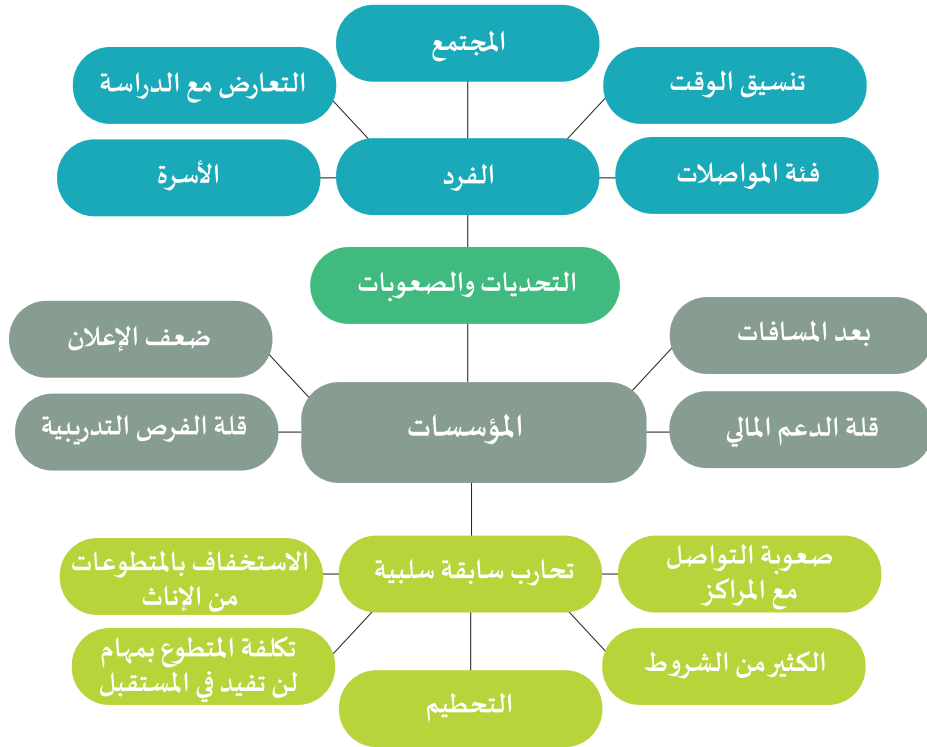 المجتمع
تنسيق الوقت
التعارض مع الدراسة
فئة المواصلات
الفرد
الأسرة
التحديات والصعوبات
بعد المسافات
ضعف الإعلان
قلة الدعم المالي
المؤسسات
قلة الفرص التدريبية
صعوبة التواصل
مع المراكز
تحارب سابقة سلبية
الاستخفاف بالمتطوعات
من الإناث
الكثير من الشروط
التحطيم
تكلفة المتطوع بمهام
لن تفيد في المستقبل